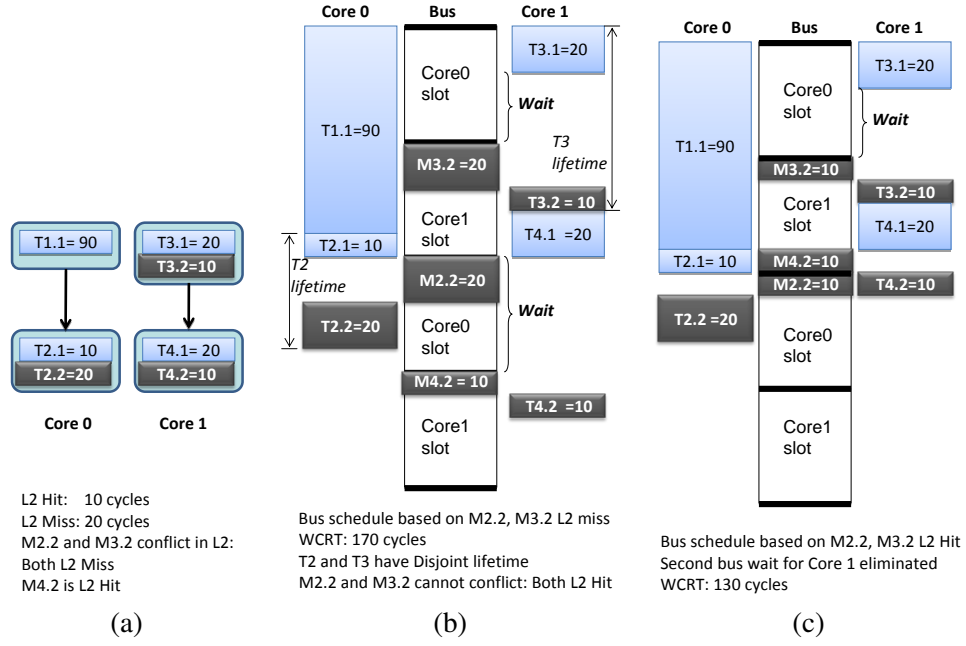 T1.1= 90
T3.1= 20
T3.2=10
T2.1= 10
T2.2=20
T4.1= 20
T4.2=10
Core 0
Core 1
L2 Hit: 10 cycles
L2 Miss: 20 cycles
M2.2 and M3.2 conflict in L2:
Both L2 Miss
M4.2 is L2 Hit
(a)
Core 0
Bus
Core 1
T3.1=20
Core0
slot
Wait
T1.1=90
T3
lifetime
M3.2 =20
T3.2 = 10
Core1
slot
T4.1 =20
T2.1= 10
T2
lifetime
M2.2=20
Wait
T2.2=20
Core0
slot
M4.2 = 10
T4.2 =10
Core1
slot
Bus schedule based on M2.2, M3.2 L2 miss
WCRT: 170 cycles
T2 and T3 have Disjoint lifetime
M2.2 and M3.2 cannot conflict: Both L2 Hit
(b)
Core 0
Bus
Core 1
T3.1=20
Core0
slot
Wait
T1.1=90
M3.2=10
T3.2=10
Core1
slot
T4.1=20
T2.1= 10
M4.2=10
M2.2=10
T4.2=10
T2.2 =20
Core0
slot
Core1
slot
Bus schedule based on M2.2, M3.2 L2 Hit
Second bus wait for Core 1 eliminated
WCRT: 130 cycles
(c)